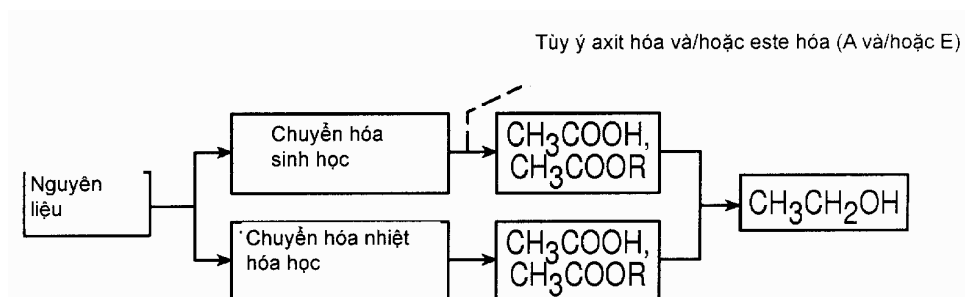 Tùy ý axit hóa và/hoặc este hóa (A và/hoặc E)
Chuyển hóa
sinh học
CH₃COOH,
CH₃COOR
Nguyên
liệu
CH₃CH₂OH
Chuyển hóa nhiệt
hóa học
CH₃COOH,
CH₃COOR